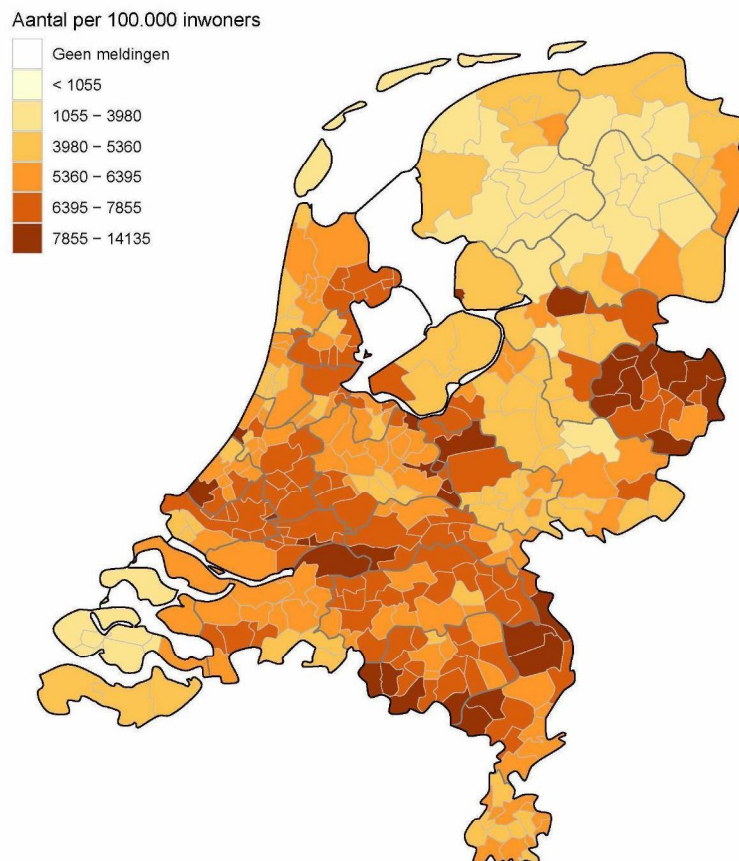 Aantal per 100.000 inwoners
Geen meldingen
< 1055
1055 − 3980
3980 − 5360
5360 − 6395
6395 − 7855
7855 − 14135